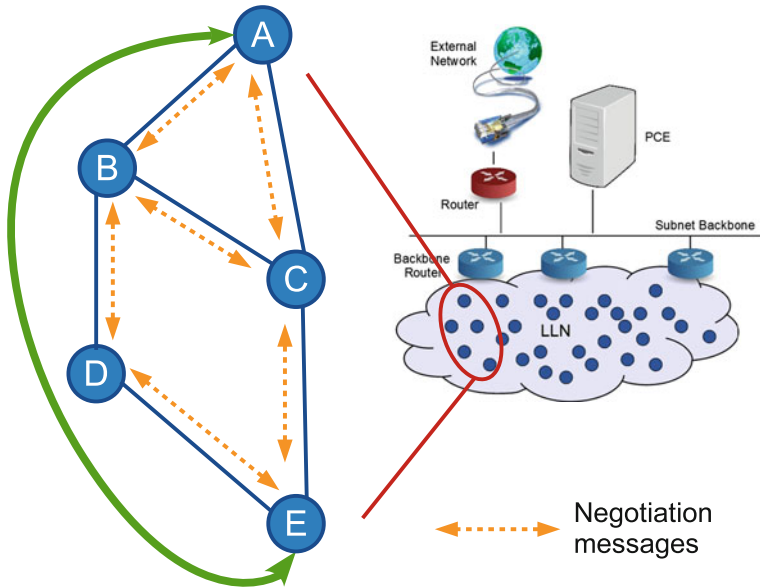 A
B
C
D
E
External
Network
PCE
Router
Subnet Backbone
Backbone
Router
LLN
Negotiation
messages